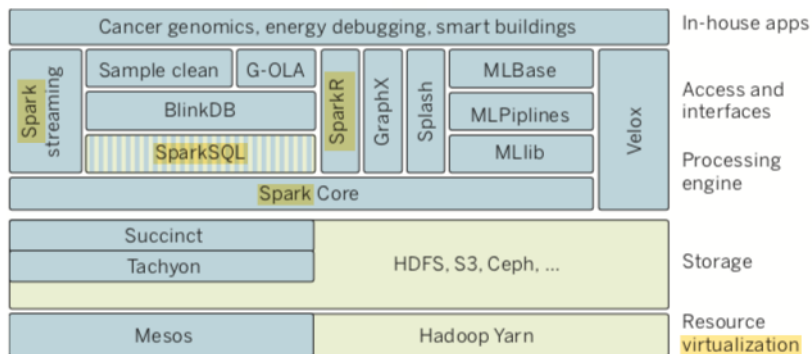 Cancer genomics, energy debugging, smart buildings
In-house apps
Spark
streaming
Sample clean
G-OLA
BlinkDB
SparkSQL
SparkR
GraphX
Splash
MLBase
MLPiplines
MLlib
Velox
Access and
interfaces
Processing
engine
Spark Core
Succinct
Tachyon
HDFS, S3, Ceph, ...
Storage
Mesos
Hadoop Yarn
Resource
virtualization